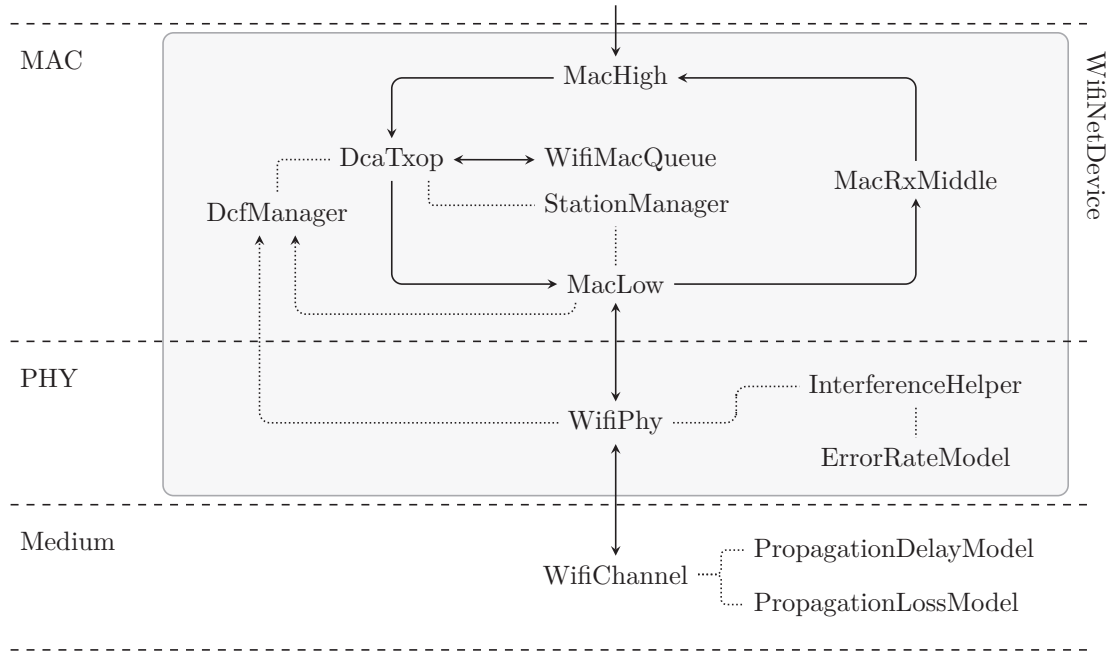 MAC
MacHigh
WifiNetDevice
DcaTxop
WifiMacQueue
MacRxMiddle
StationManager
DcfManager
MacLow
PHY
InterferenceHelper
WifiPhy
ErrorRateModel
Medium
PropagationDelayModel
WifiChannel
PropagationLossModel